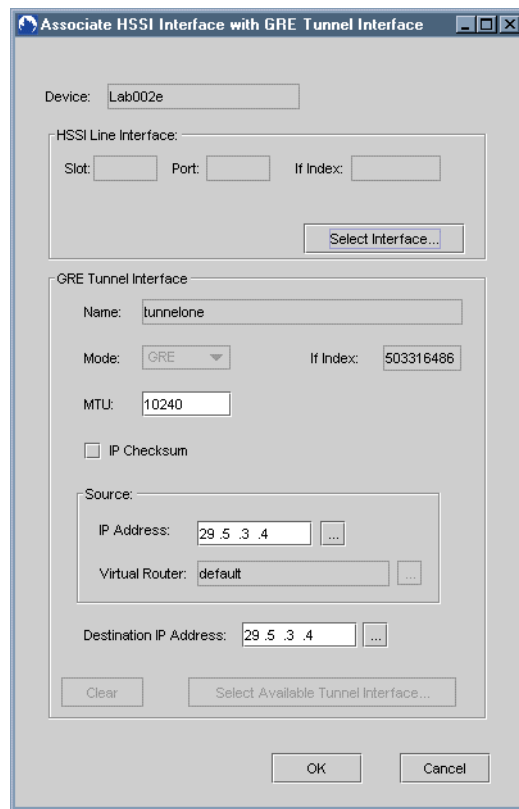 Associate HSSI Interface with GRE Tunnel Interface
Device: Lab002e
HSSI Line Interface:
Slot: Port: If Index:
Select Interface...
GRE Tunnel Interface
Name: tunnelone
Mode: GRE If Index: 503316486
MTU: 10240
IP Checksum
Source:
IP Address: 29 .5 .3 .4 ...
Virtual Router: default ...
Destination IP Address: 29 .5 .3 .4 ...
Clear Select Available Tunnel Interface...
OK Cancel